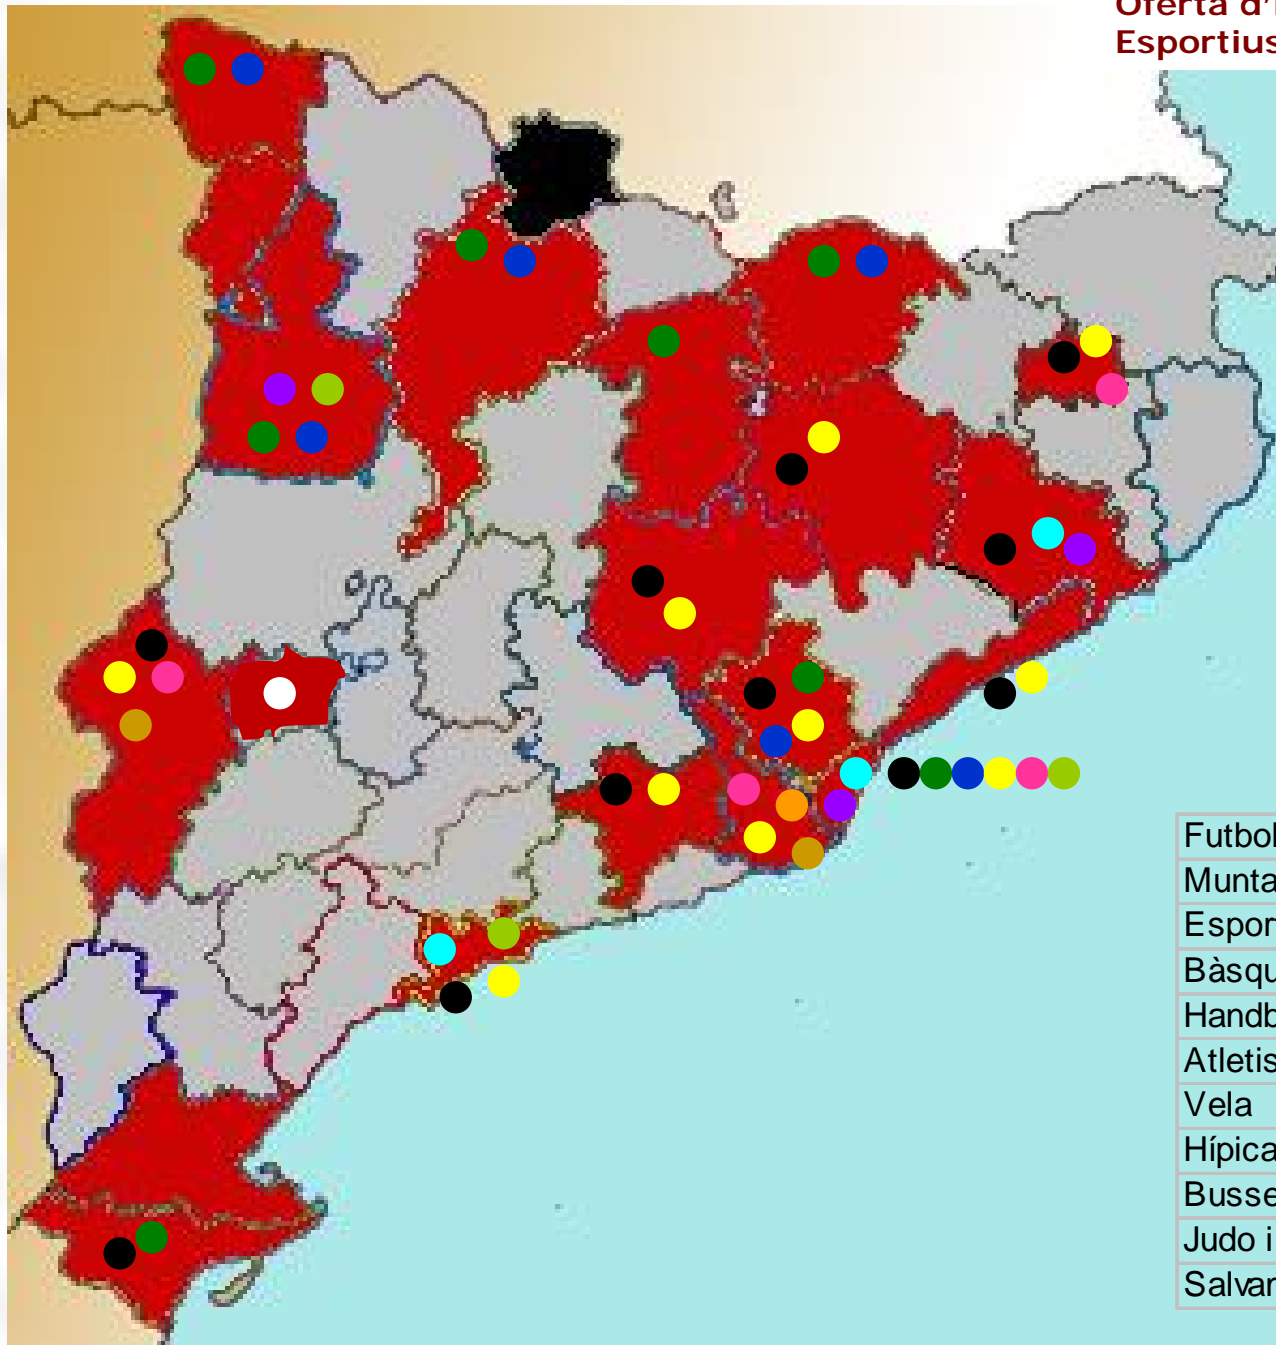 Oferta d'
Esportius
Futbol
Munta
Espor
Bàsqu
Handb
Atletis
Vela
Hípica
Busse
Judo i
Salvar